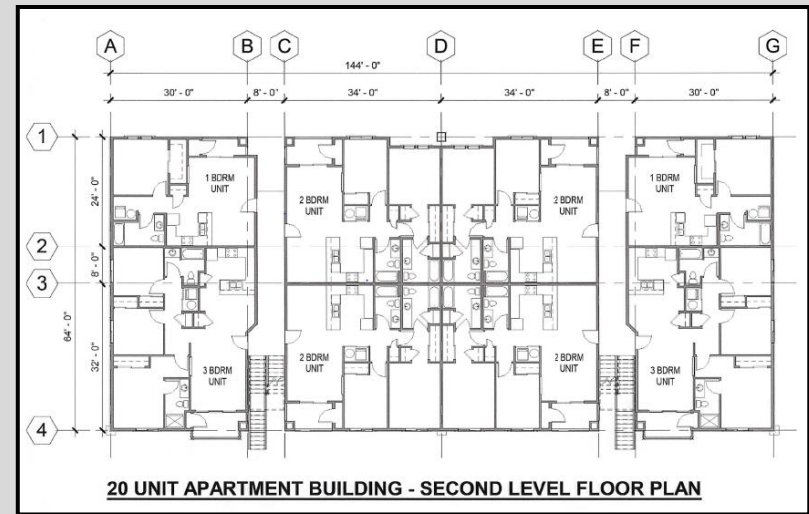 A B C D E F G
144' - 0"
30' - 0" 8' - 0" 34' - 0" 34' - 0" 8' - 0" 30' - 0"
1
24' - 0"
1 BDRM
UNIT
2 BDRM
UNIT
2 BDRM
UNIT
1 BDRM
UNIT
2
8' - 0"
3
64' - 0"
32' - 0"
3 BDRM
UNIT
2 BDRM
UNIT
2 BDRM
UNIT
3 BDRM
UNIT
4
20 UNIT APARTMENT BUILDING - SECOND LEVEL FLOOR PLAN